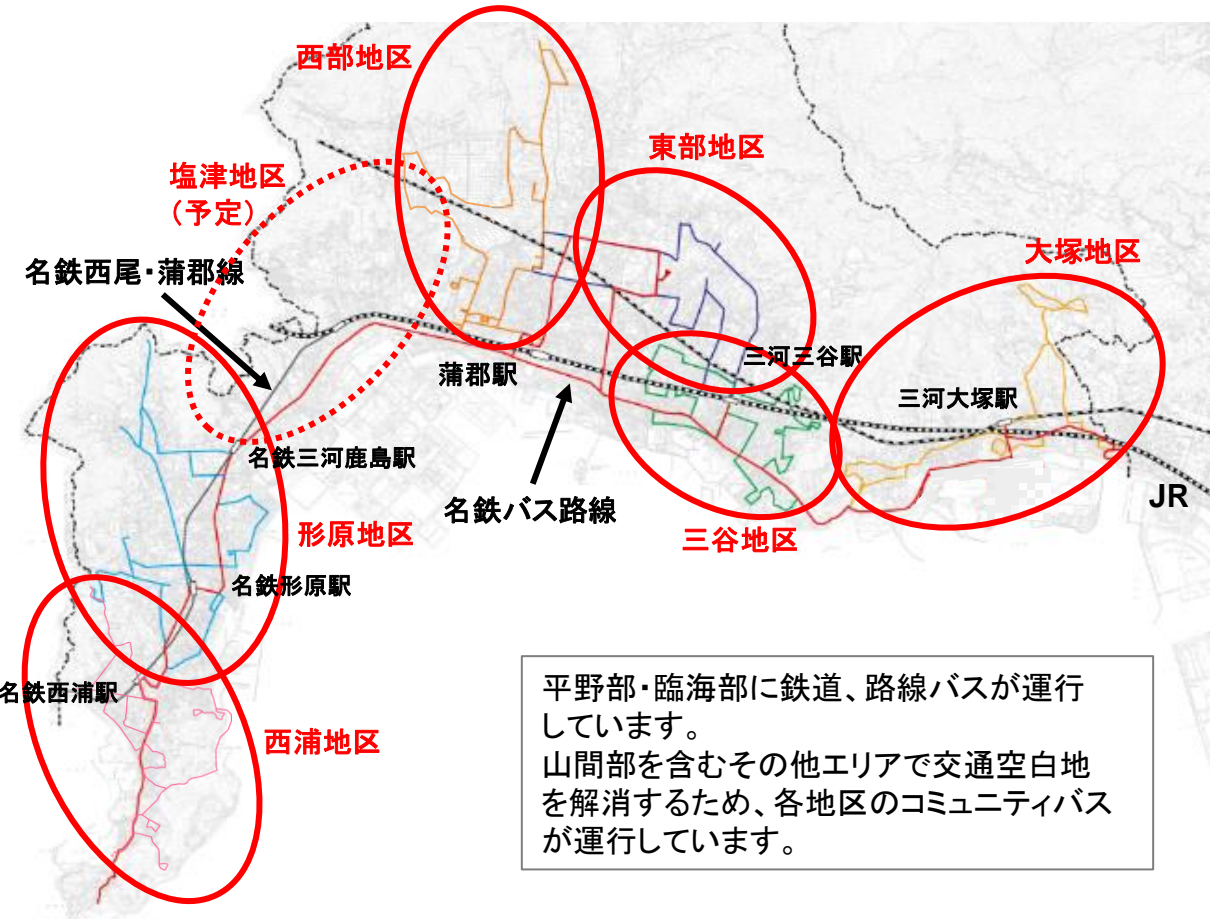 西部地区
東部地区
塩津地区
（予定）
大塚地区
名鉄西尾・蒲郡線
三河三谷駅
蒲郡駅
三河大塚駅
名鉄三河鹿島駅
JR
名鉄バス路線
形原地区
三谷地区
名鉄形原駅
名鉄西浦駅
西浦地区
平野部・臨海部に鉄道、路線バスが運行
しています。
山間部を含むその他エリアで交通空白地
を解消するため、各地区のコミュニティバス
が運行しています。